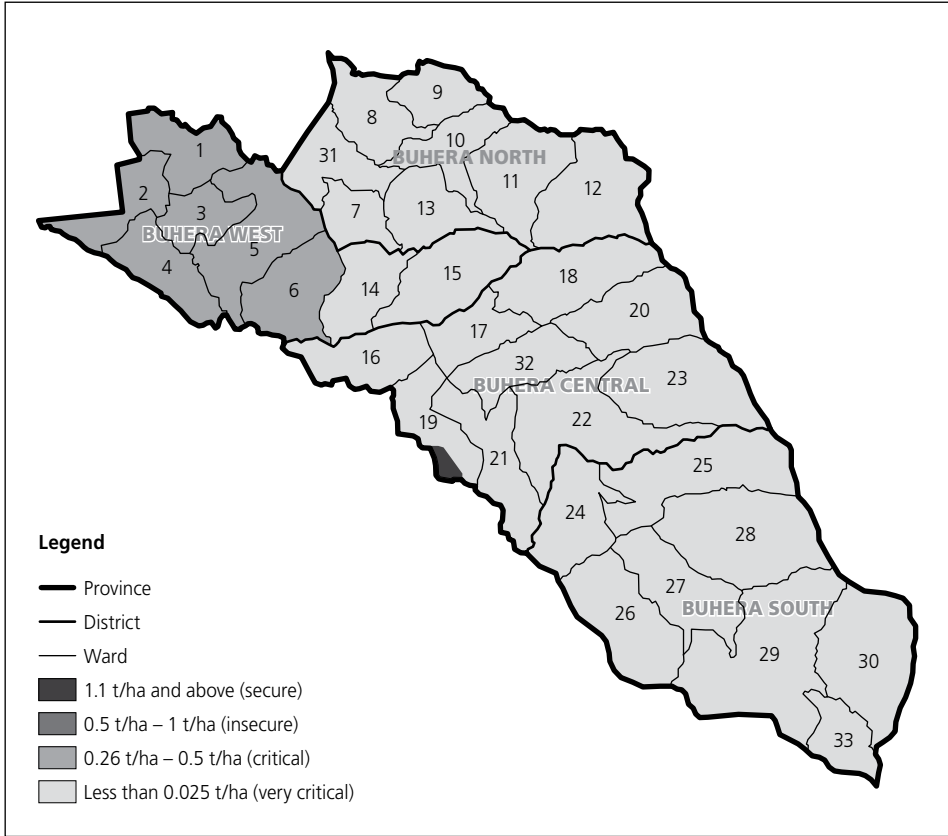 9
8
10
1
31
BUHERA NORTH
11
12
2
3
7
13
BUHERA WEST
5
4
6
14
15
18
20
17
16
32
23
BUHERA CENTRAL
19
22
21
25
24
28
27
26
BUHERA SOUTH
29
30
33
Legend
Province
District
Ward
1.1 t/ha and above (secure)
0.5 t/ha – 1 t/ha (insecure)
0.26 t/ha – 0.5 t/ha (critical)
Less than 0.025 t/ha (very critical)